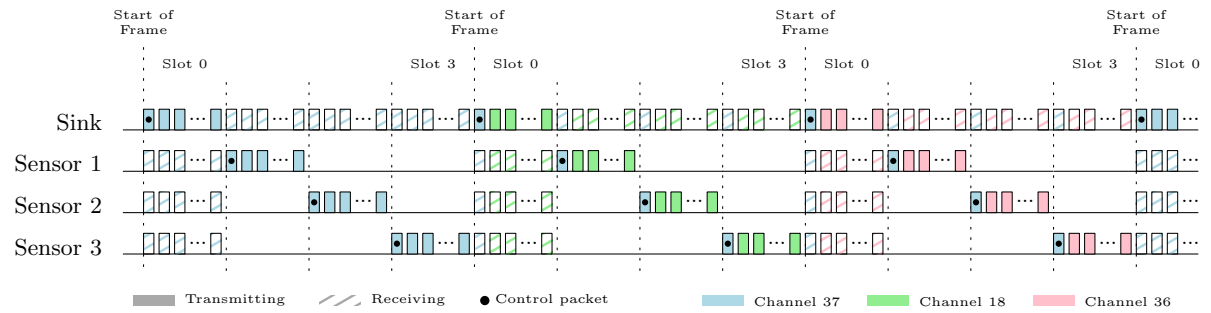 Start of
Frame
Start of
Frame
Start of
Frame
Start of
Frame
Slot 0
Slot 3
Slot 0
Slot 3
Slot 0
Slot 3
Slot 0
Sink
Sensor 1
Sensor 2
Sensor 3
Transmitting
Receiving
Control packet
Channel 37
Channel 18
Channel 36